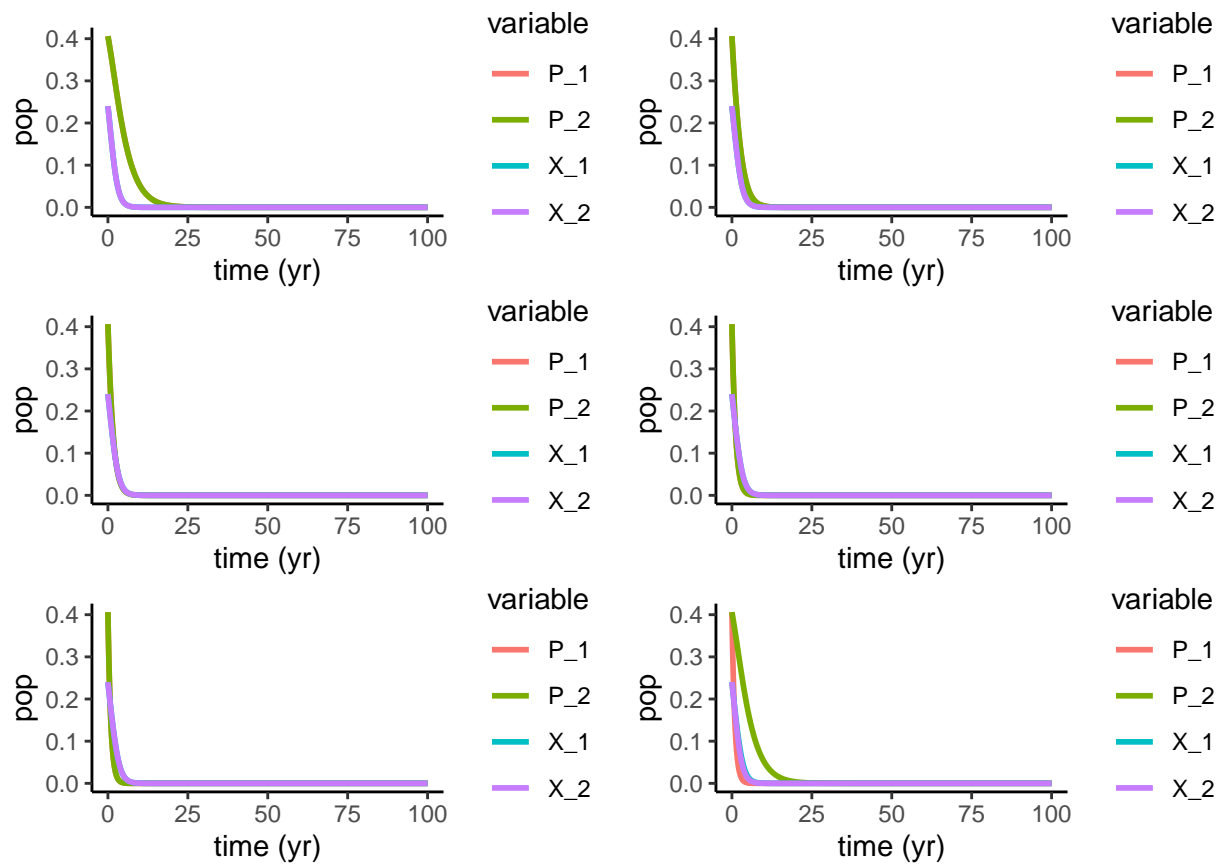 variable
0.4
0.3
0.2
0.1
0.0
pop
P_1
P_2
X_1
X_2
0 25 50 75 100
time (yr)
variable
0.4
0.3
0.2
0.1
0.0
pop
P_1
P_2
X_1
X_2
0 25 50 75 100
time (yr)
variable
0.4
0.3
0.2
0.1
0.0
pop
P_1
P_2
X_1
X_2
0 25 50 75 100
time (yr)
variable
0.4
0.3
0.2
0.1
0.0
pop
P_1
P_2
X_1
X_2
0 25 50 75 100
time (yr)
variable
0.4
0.3
0.2
0.1
0.0
pop
P_1
P_2
X_1
X_2
0 25 50 75 100
time (yr)
variable
0.4
0.3
0.2
0.1
0.0
pop
P_1
P_2
X_1
X_2
0 25 50 75 100
time (yr)